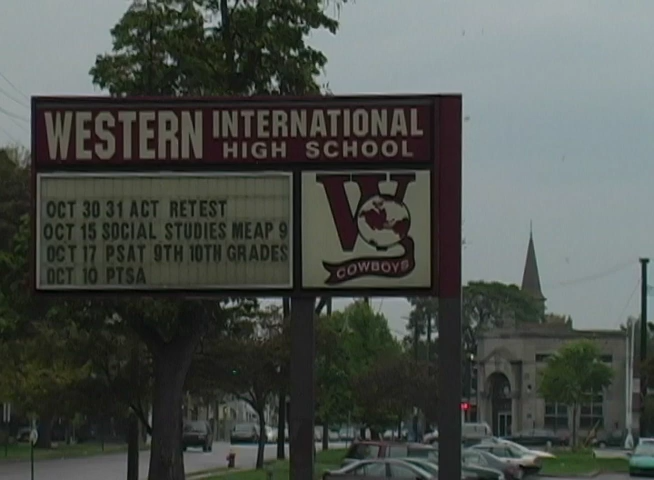 WESTERN INTERNATIONAL
HIGH SCHOOL
OCT 30 31 ACT RETEST
OCT 15 SOCIAL STUDIES MEAP 9
OCT 17 PSAT 9TH 10TH GRADES
OCT 10 PTSA
W
COWBOYS